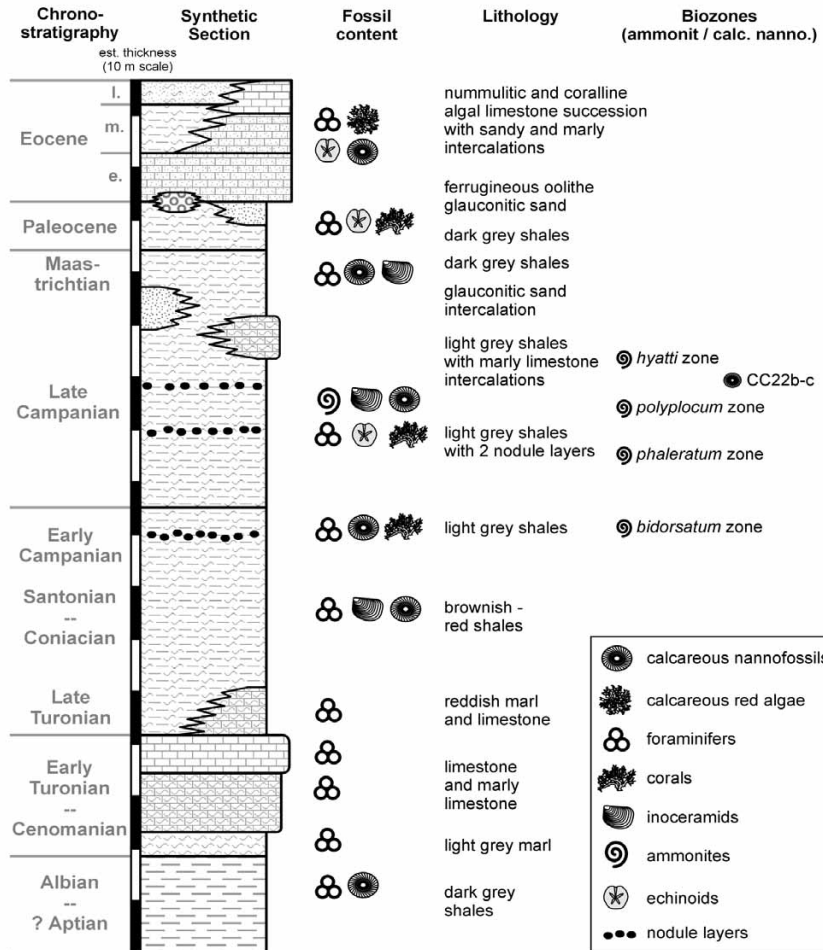 Chrono-
stratigraphy
Synthetic
Section
Fossil
content
Lithology
Biozones
(ammonit / calc. nanno.)
est. thickness
(10 m scale)
Eocene
l.
m.
e.
Paleocene
Maas-
trichtian
Late
Campanian
Early
Campanian
Santonian
--
Coniacian
Late
Turonian
Early
Turonian
--
Cenomanian
Albian
--
? Aptian
nummulitic and coralline
algal limestone succession
with sandy and marly
intercalations
ferrugineous oolithe
glauconitic sand
dark grey shales
dark grey shales
glauconitic sand
intercalation
light grey shales
with marly limestone
intercalations
light grey shales
with 2 nodule layers
light grey shales
brownish -
red shales
reddish marl
and limestone
limestone
and marly
limestone
light grey marl
dark grey
shales
hyatti zone
CC22b-c
polyplocum zone
phaleratum zone
bidorsatum zone
calcareous nannofossils
calcareous red algae
foraminifers
corals
inoceramids
ammonites
echinoids
nodule layers